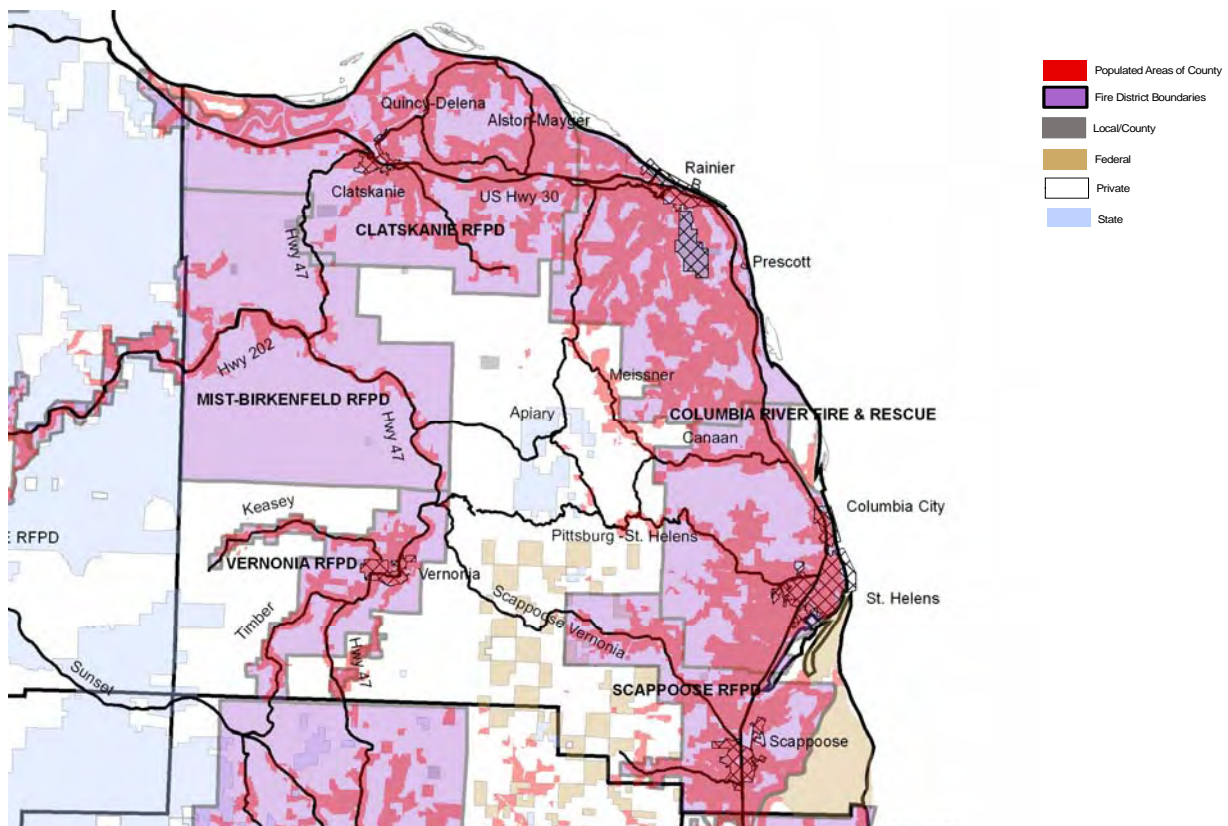 Populated Areas of County
Fire District Boundaries
Local/County
Federal
Private
State
Quincy-Delena
Alston-Mayger
Rainier
Clatskanie
US Hwy 30
CLATSKANIE RFPD
Hwy 47
Prescott
Hwy 202
MIST-BIRKENFELD RFPD
Meissner
Apiary
COLUMBIA RIVER FIRE & RESCUE
Hwy 47
Canaan
Keasey
Columbia City
E RFPD
Pittsburg -St. Helens
VERNONIA RFPD
Vernonia
St. Helens
Timber
Scappoose Vernonia
Hwy 47
Sunset
SCAPPOOSE RFPD
Scappoose